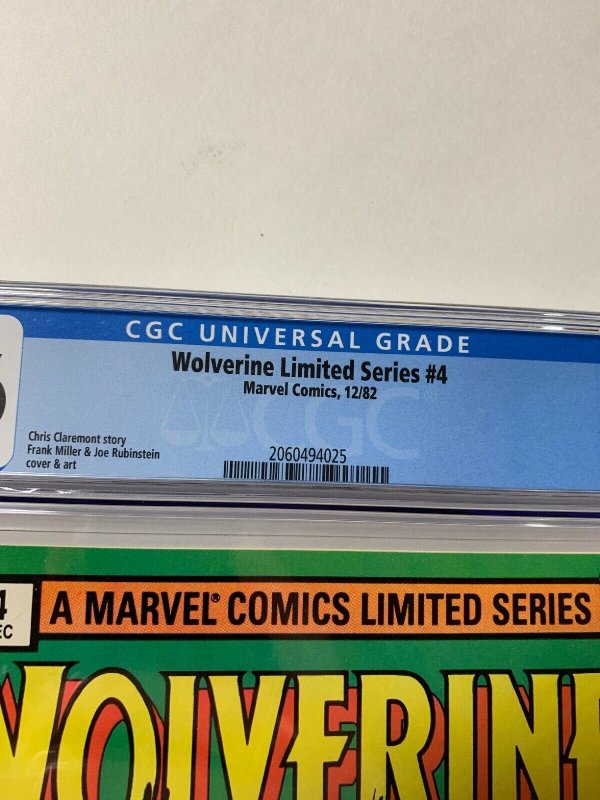 CGC UNIVERSAL GRADE
Wolverine Limited Series #4
Marvel Comics, 12/82
CGC
Chris Claremont story
Frank Miller & Joe Rubinstein
cover & art
2060494025
A MARVEL® COMICS LIMITED SERIES
WOLVERINE